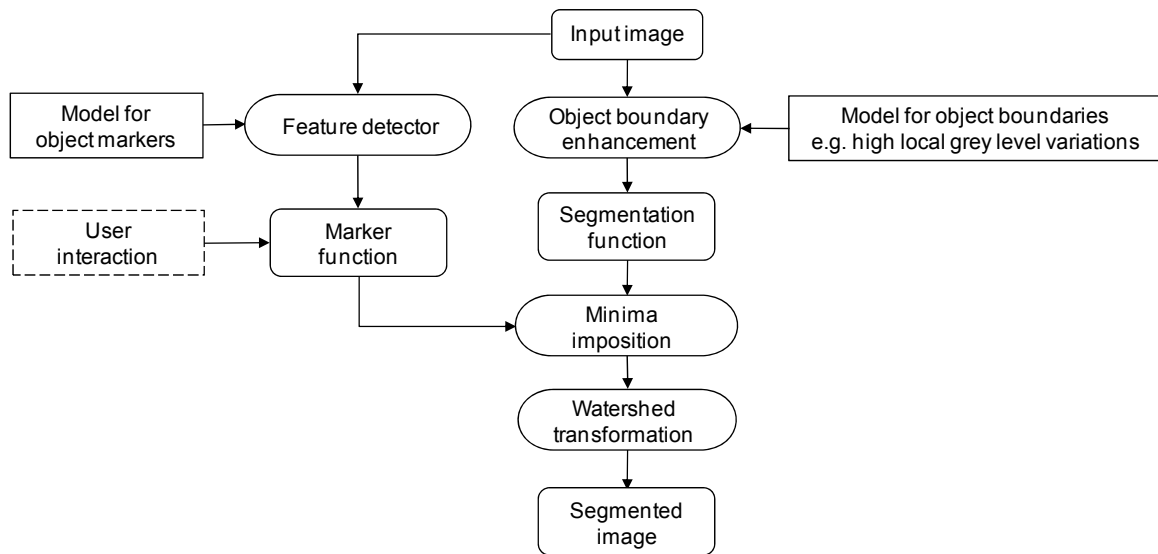 Input image
Model for
object markers
Feature detector
Object boundary
enhancement
Model for object boundaries
e.g. high local grey level variations
User
interaction
Marker
function
Segmentation
function
Minima
imposition
Watershed
transformation
Segmented
image